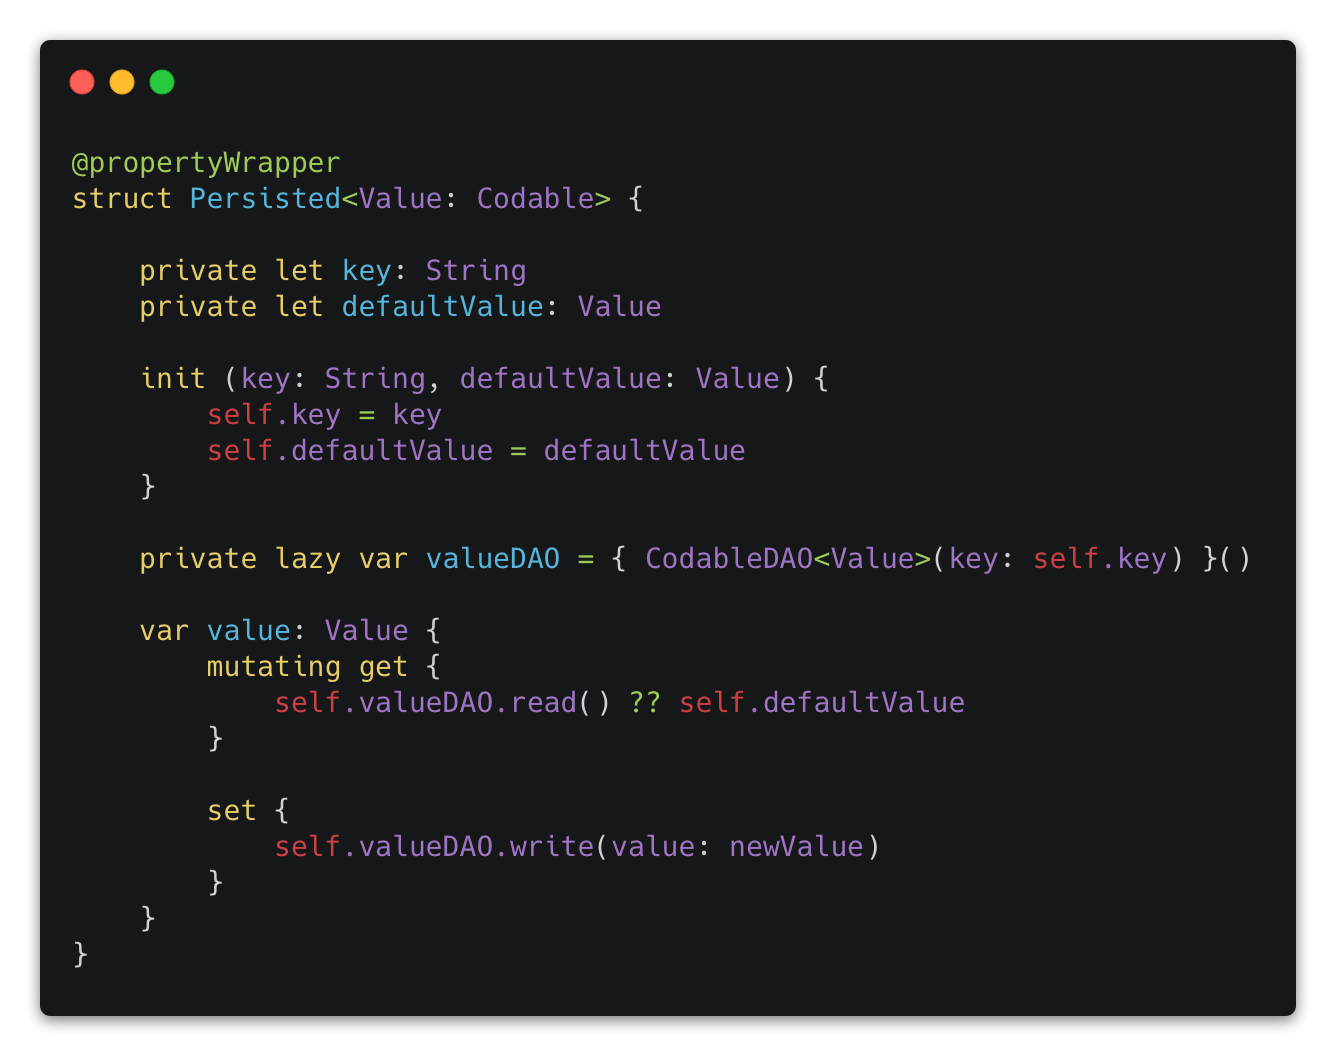 @propertyWrapper
struct Persisted<Value: Codable> {
private let key: String
private let defaultValue: Value
init (key: String, defaultValue: Value) {
self.key = key
self.defaultValue = defaultValue
}
private lazy var valueDAO = { CodableDAO<Value>(key: self.key) }()
var value: Value {
mutating get {
self.valueDAO.read() ?? self.defaultValue
}
set {
self.valueDAO.write(value: newValue)
}
}
}